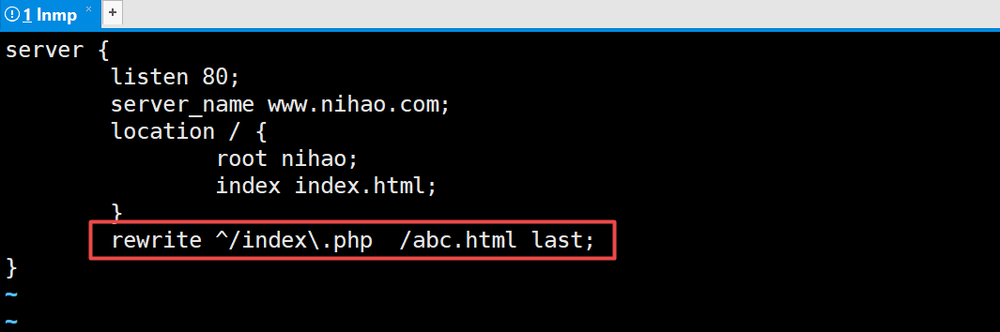 1 lnmp × +
server {
listen 80;
server_name www.nihao.com;
location / {
root nihao;
index index.html;
}
rewrite ^/index\.php  /abc.html last;
}
~
~